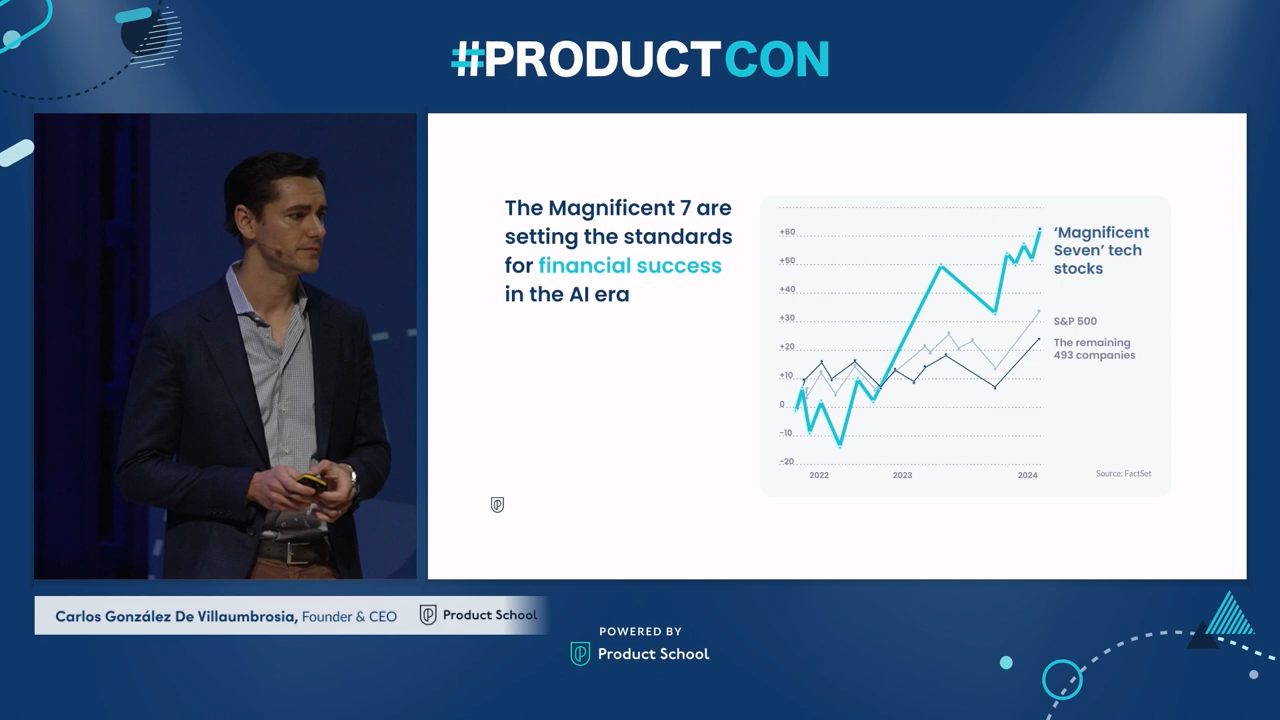 #PRODUCTCON
The Magnificent 7 are
setting the standards
for financial success
in the AI era
+60
+50
+40
+30
+20
+10
0
-10
-20
2022
2023
2024
‘Magnificent
Seven’ tech
stocks
S&P 500
The remaining
493 companies
Source: FactSet
Carlos González De Villaumbrosia, Founder & CEO
Product School
POWERED BY
Product School